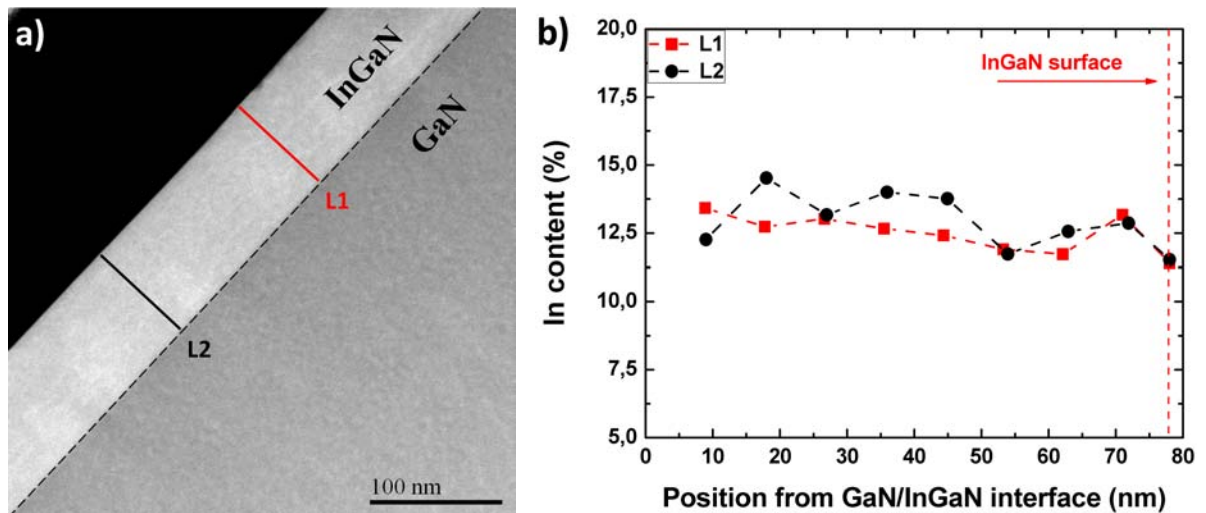 a)
InGaN
GaN
L1
L2
100 nm
b)
20,0
17,5
15,0
12,5
10,0
7,5
5,0
In content (%)
L1
L2
InGaN surface
0 10 20 30 40 50 60 70 80
Position from GaN/InGaN interface (nm)